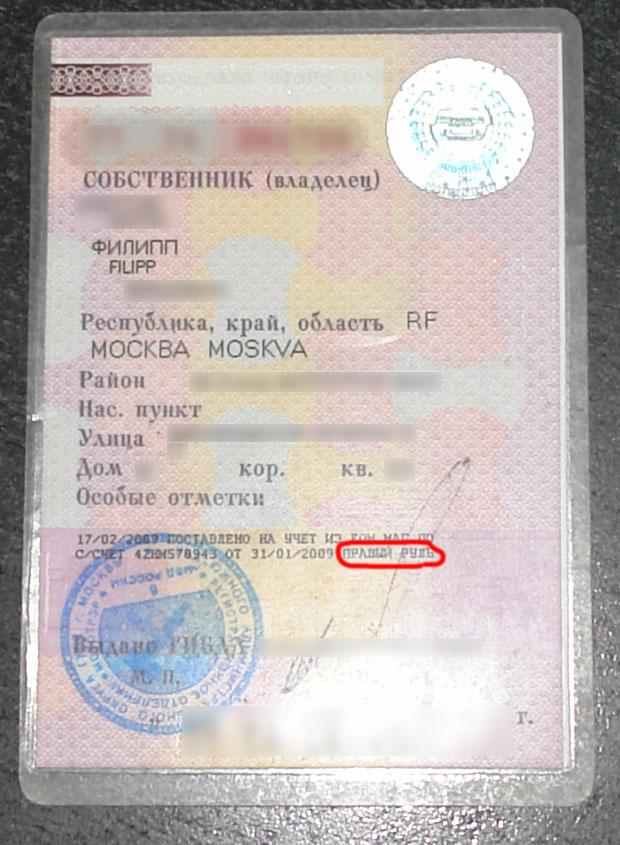 СОБСТВЕННИК (владелец)
ФИЛИПП
FILIPP
Республика, край, область RF
МОСКВА MOSKVA
Район
Нас. пункт
Улица
Дом кор. кв.
Особые отметки
17/02/2009 ПОСТАВЛЕНО НА УЧЕТ ИЗ КОМ.МАГ.ПО
С/СЧЕТ 42НМ578943 ОТ 31/01/2009 ПРАВЫЙ РУЛЬ
Выдано ГИБДД
М. П.
г.